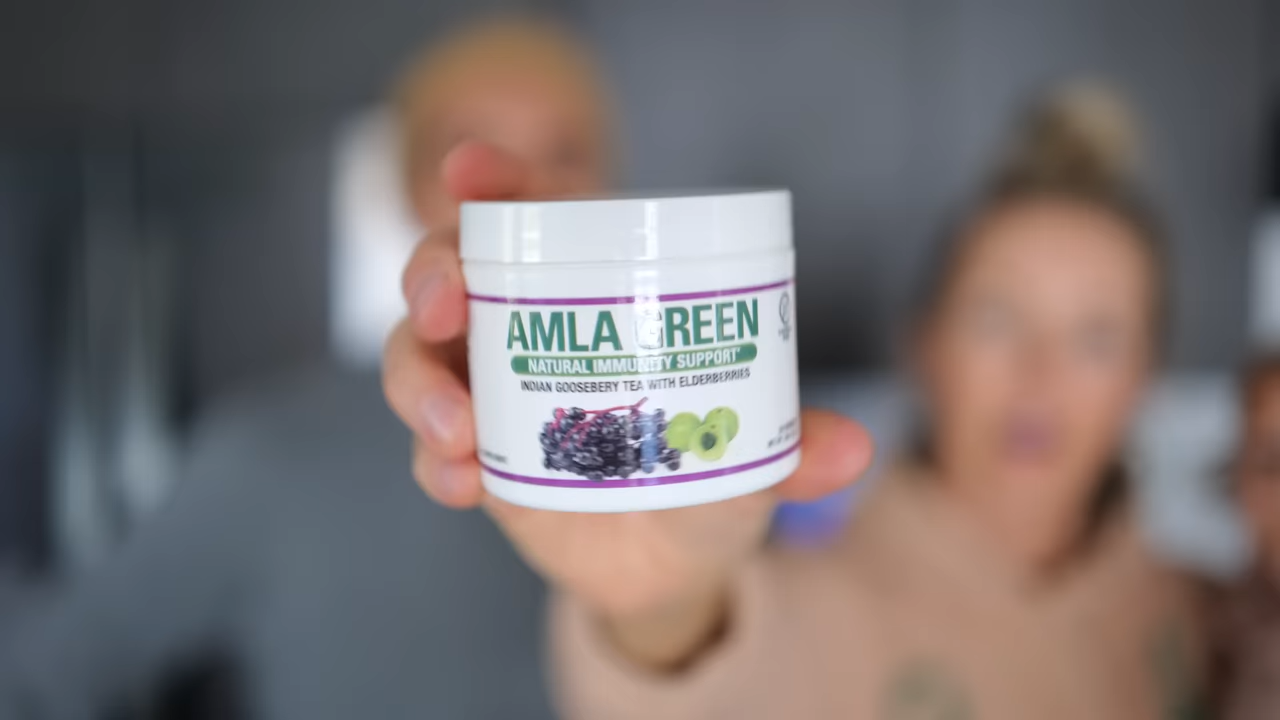 AMLA GREEN
NATURAL IMMUNITY SUPPORT*
INDIAN GOOSEBERY TEA WITH ELDERBERRIES